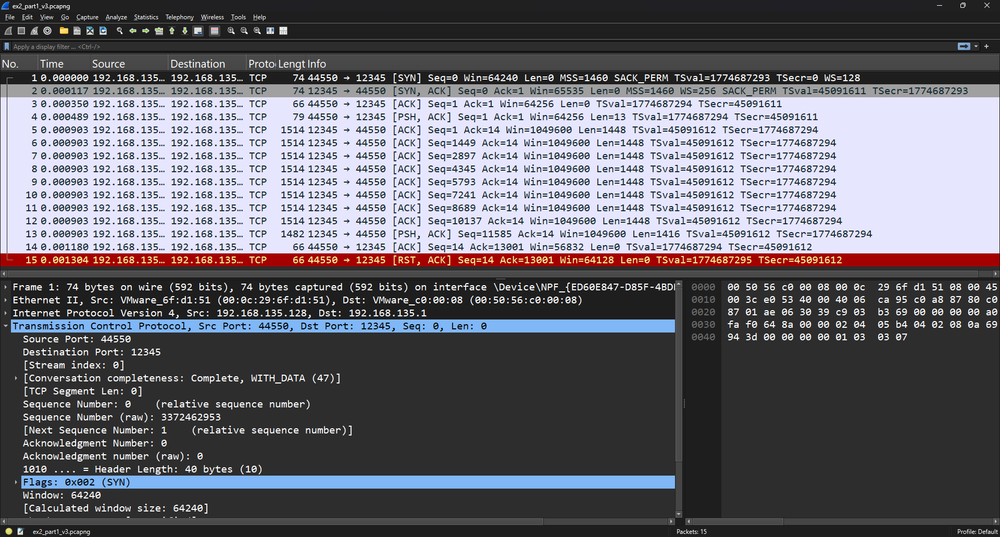 ex2_part1_v3.pcapng
File Edit View Go Capture Analyze Statistics Telephony Wireless Tools Help
Apply a display filter ... <Ctrl-/>
No. Time Source Destination Proto Lengt Info
1 0.000000 192.168.135… 192.168.135… TCP 74 44550 → 12345 [SYN] Seq=0 Win=64240 Len=0 MSS=1460 SACK_PERM TSval=1774687293 TSecr=0 WS=128
2 0.000117 192.168.135… 192.168.135… TCP 74 12345 → 44550 [SYN, ACK] Seq=0 Ack=1 Win=65535 Len=0 MSS=1460 WS=256 SACK_PERM TSval=45091611 TSecr=1774687293
3 0.000350 192.168.135… 192.168.135… TCP 66 44550 → 12345 [ACK] Seq=1 Ack=1 Win=64256 Len=0 TSval=1774687294 TSecr=45091611
4 0.000489 192.168.135… 192.168.135… TCP 79 44550 → 12345 [PSH, ACK] Seq=1 Ack=1 Win=64256 Len=13 TSval=1774687294 TSecr=45091611
5 0.000903 192.168.135… 192.168.135… TCP 1514 12345 → 44550 [ACK] Seq=1 Ack=14 Win=1049600 Len=1448 TSval=45091612 TSecr=1774687294
6 0.000903 192.168.135… 192.168.135… TCP 1514 12345 → 44550 [ACK] Seq=1449 Ack=14 Win=1049600 Len=1448 TSval=45091612 TSecr=1774687294
7 0.000903 192.168.135… 192.168.135… TCP 1514 12345 → 44550 [ACK] Seq=2897 Ack=14 Win=1049600 Len=1448 TSval=45091612 TSecr=1774687294
8 0.000903 192.168.135… 192.168.135… TCP 1514 12345 → 44550 [ACK] Seq=4345 Ack=14 Win=1049600 Len=1448 TSval=45091612 TSecr=1774687294
9 0.000903 192.168.135… 192.168.135… TCP 1514 12345 → 44550 [ACK] Seq=5793 Ack=14 Win=1049600 Len=1448 TSval=45091612 TSecr=1774687294
10 0.000903 192.168.135… 192.168.135… TCP 1514 12345 → 44550 [ACK] Seq=7241 Ack=14 Win=1049600 Len=1448 TSval=45091612 TSecr=1774687294
11 0.000903 192.168.135… 192.168.135… TCP 1514 12345 → 44550 [ACK] Seq=8689 Ack=14 Win=1049600 Len=1448 TSval=45091612 TSecr=1774687294
12 0.000903 192.168.135… 192.168.135… TCP 1514 12345 → 44550 [ACK] Seq=10137 Ack=14 Win=1049600 Len=1448 TSval=45091612 TSecr=1774687294
13 0.000903 192.168.135… 192.168.135… TCP 1482 12345 → 44550 [PSH, ACK] Seq=11585 Ack=14 Win=1049600 Len=1416 TSval=45091612 TSecr=1774687294
14 0.001180 192.168.135… 192.168.135… TCP 66 44550 → 12345 [ACK] Seq=14 Ack=13001 Win=56832 Len=0 TSval=1774687294 TSecr=45091612
15 0.001304 192.168.135… 192.168.135… TCP 66 44550 → 12345 [RST, ACK] Seq=14 Ack=13001 Win=64128 Len=0 TSval=1774687295 TSecr=45091612
Frame 1: 74 bytes on wire (592 bits), 74 bytes captured (592 bits) on interface \Device\NPF_{ED60E847-D85F-4BD
Ethernet II, Src: VMware_6f:d1:51 (00:0c:29:6f:d1:51), Dst: VMware_c0:00:08 (00:50:56:c0:00:08)
Internet Protocol Version 4, Src: 192.168.135.128, Dst: 192.168.135.1
Transmission Control Protocol, Src Port: 44550, Dst Port: 12345, Seq: 0, Len: 0
Source Port: 44550
Destination Port: 12345
[Stream index: 0]
[Conversation completeness: Complete, WITH_DATA (47)]
[TCP Segment Len: 0]
Sequence Number: 0 (relative sequence number)
Sequence Number (raw): 3372462953
[Next Sequence Number: 1 (relative sequence number)]
Acknowledgment Number: 0
Acknowledgment number (raw): 0
1010 .... = Header Length: 40 bytes (10)
Flags: 0x002 (SYN)
Window: 64240
[Calculated window size: 64240]
0000 00 50 56 c0 00 08 00 0c 29 6f d1 51 08 00 45
0010 00 3c e0 53 40 00 40 06 ca 95 c0 a8 87 80 c0
0020 87 01 ae 06 30 39 c9 03 b3 69 00 00 00 00 a0
0030 fa f0 64 8a 00 00 02 04 05 b4 04 02 08 0a 69
0040 94 3d 00 00 00 00 01 03 03 07
ex2_part1_v3.pcapng
Packets: 15
Profile: Default